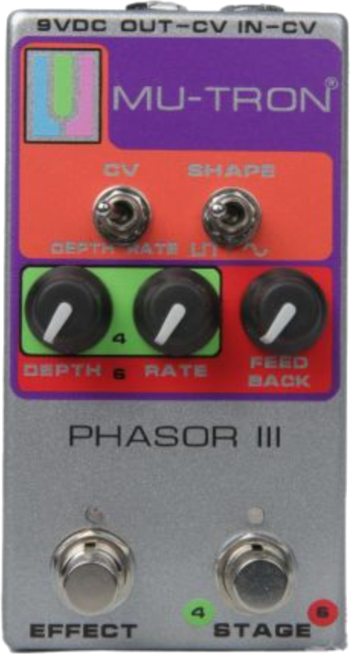 9VDC OUT-CV IN-CV
MU-TRON®
CV SHAPE
DEPTH RATE
4
DEPTH 6 RATE FEED
BACK
PHASOR III
4 6
EFFECT STAGE